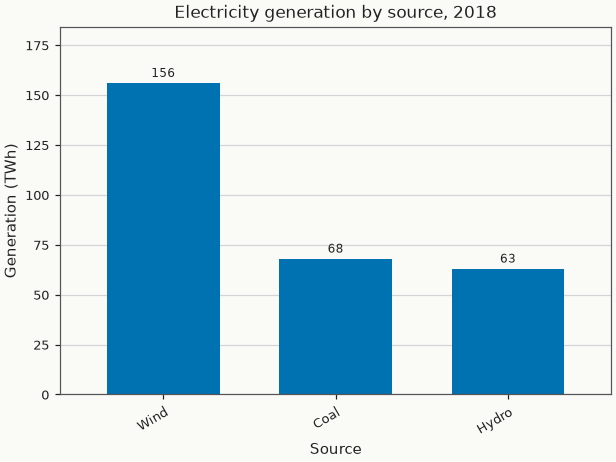 Electricity generation by source, 2018
Generation (TWh)
175
150
125
100
75
50
25
0
156
68
63
Wind
Coal
Hydro
Source